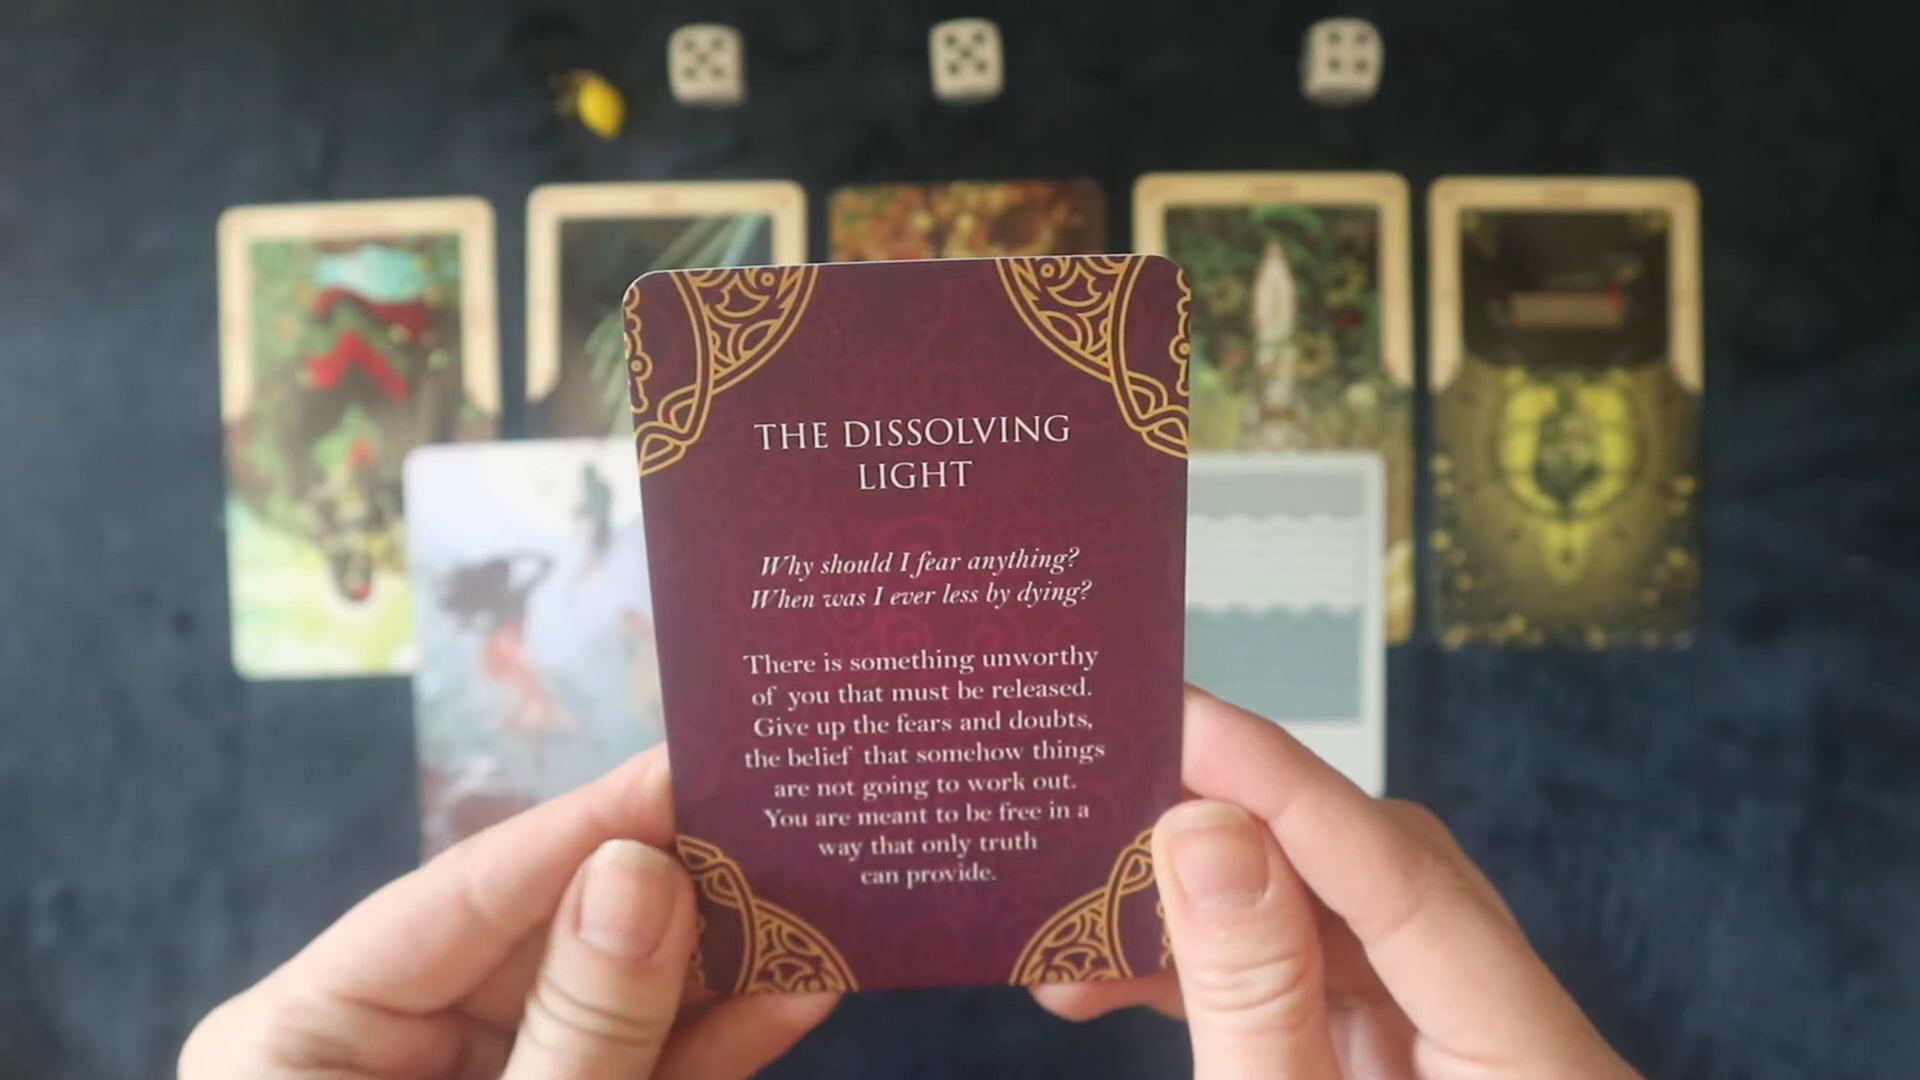 THE DISSOLVING
LIGHT
Why should I fear anything?
When was I ever less by dying?
There is something unworthy
of you that must be released.
Give up the fears and doubts,
the belief that somehow things
are not going to work out.
You are meant to be free in a
way that only truth
can provide.